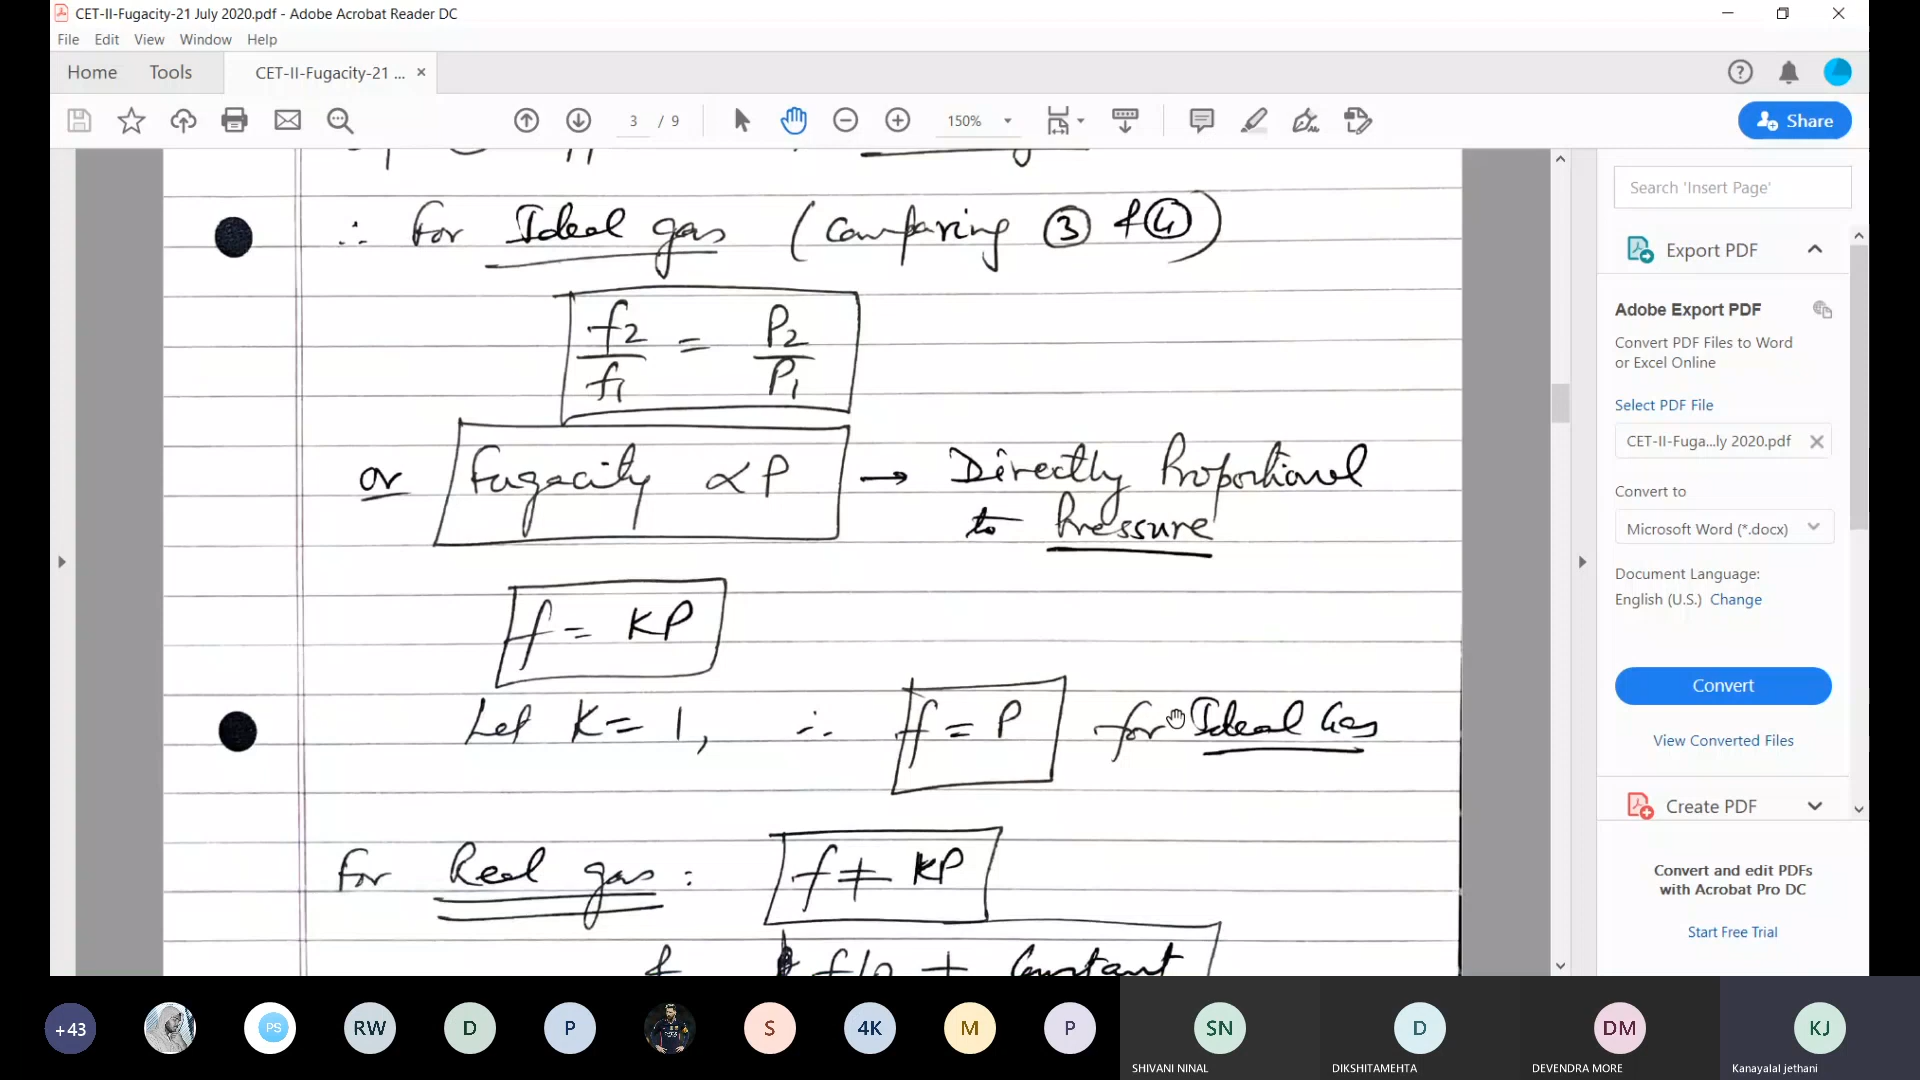 CET-II-Fugacity-21 July 2020.pdf - Adobe Acrobat Reader DC
File Edit View Window Help
Home Tools CET-II-Fugacity-21 ... ×
3 / 9 150% Share
∴ For Ideal gas (Comparing ③ & ④)
f2/f1 = P2/P1
or Fugacity ∝ P → Directly Proportional
to Pressure
f = KP
Let K = 1, ∴ f = P for Ideal Gas
For Real gas : f ≠ KP
f/P ≠ Constant
Search 'Insert Page'
Export PDF
Adobe Export PDF
Convert PDF Files to Word
or Excel Online
Select PDF File
CET-II-Fuga...ly 2020.pdf
Convert to
Microsoft Word (*.docx)
Document Language:
English (U.S.) Change
Convert
View Converted Files
Create PDF
Convert and edit PDFs
with Acrobat Pro DC
Start Free Trial
+43 PS RW D P S 4K M P SN D DM KJ
SHIVANI NINAL DIKSHITAMEHTA DEVENDRA MORE Kanayalal jethani